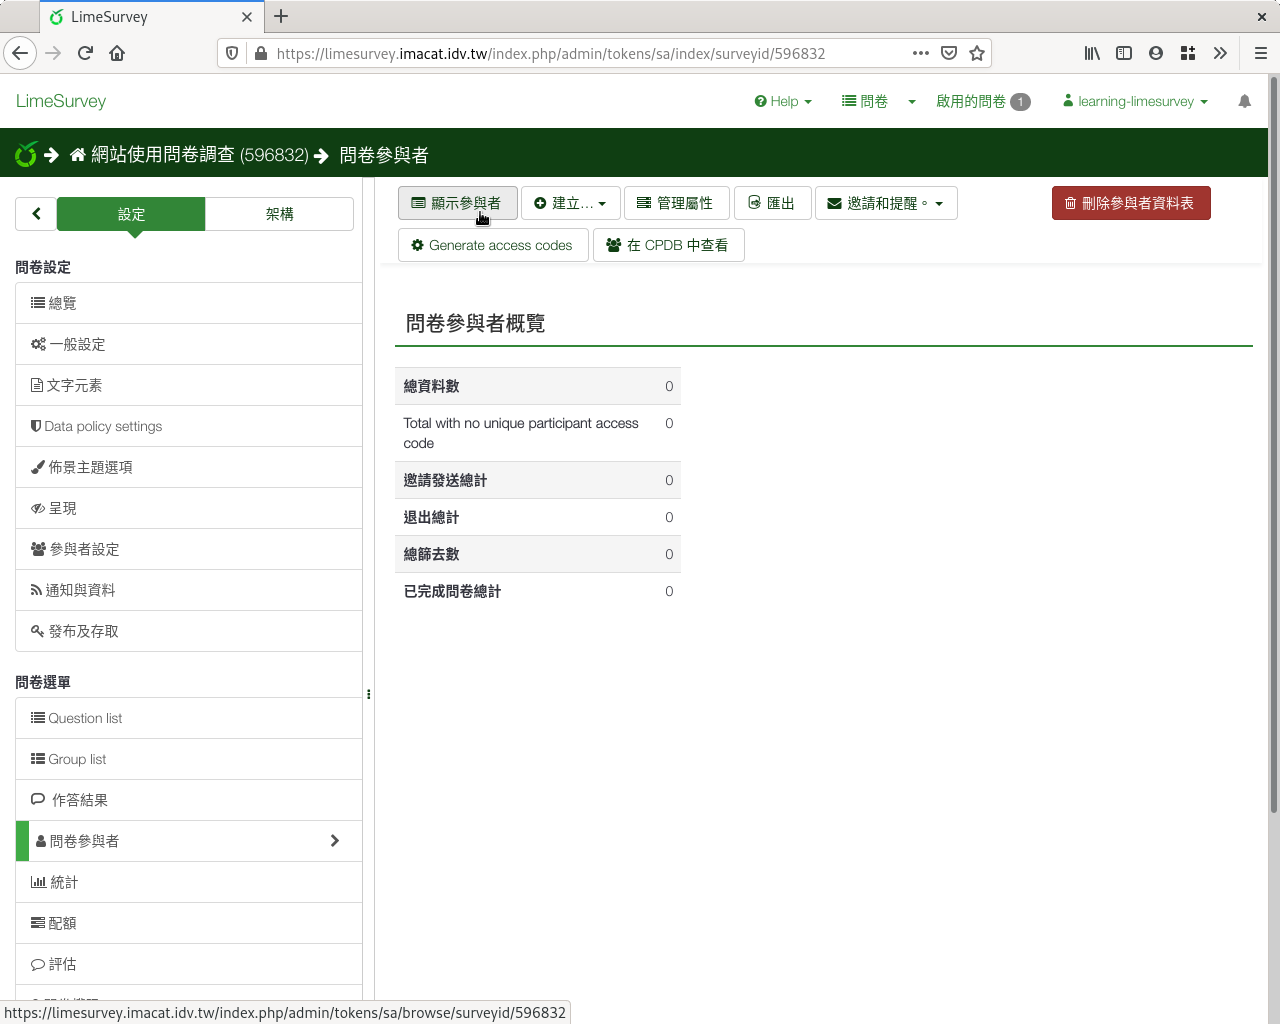 LimeSurvey
https://limesurvey.imacat.idv.tw/index.php/admin/tokens/sa/index/surveyid/596832
LimeSurvey
Help
問卷
啟用的問卷 1
learning-limesurvey
網站使用問卷調查 (596832)
問卷參與者
設定
架構
顯示參與者
建立...
管理屬性
匯出
邀請和提醒。
刪除參與者資料表
Generate access codes
在 CPDB 中查看
問卷設定
總覽
一般設定
文字元素
Data policy settings
佈景主題選項
呈現
參與者設定
通知與資料
發布及存取
問卷選單
Question list
Group list
作答結果
問卷參與者
統計
配額
評估
問卷參與者概覽
總資料數 0
Total with no unique participant access 0
code
邀請發送總計 0
退出總計 0
總篩去數 0
已完成問卷總計 0
https://limesurvey.imacat.idv.tw/index.php/admin/tokens/sa/browse/surveyid/596832